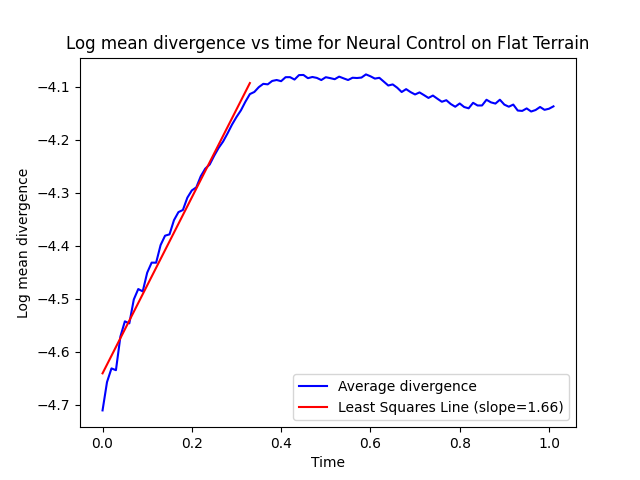 Log mean divergence vs time for Neural Control on Flat Terrain
Log mean divergence
−4.1
−4.2
−4.3
−4.4
−4.5
−4.6
−4.7
Average divergence
Least Squares Line (slope=1.66)
0.0 0.2 0.4 0.6 0.8 1.0
Time